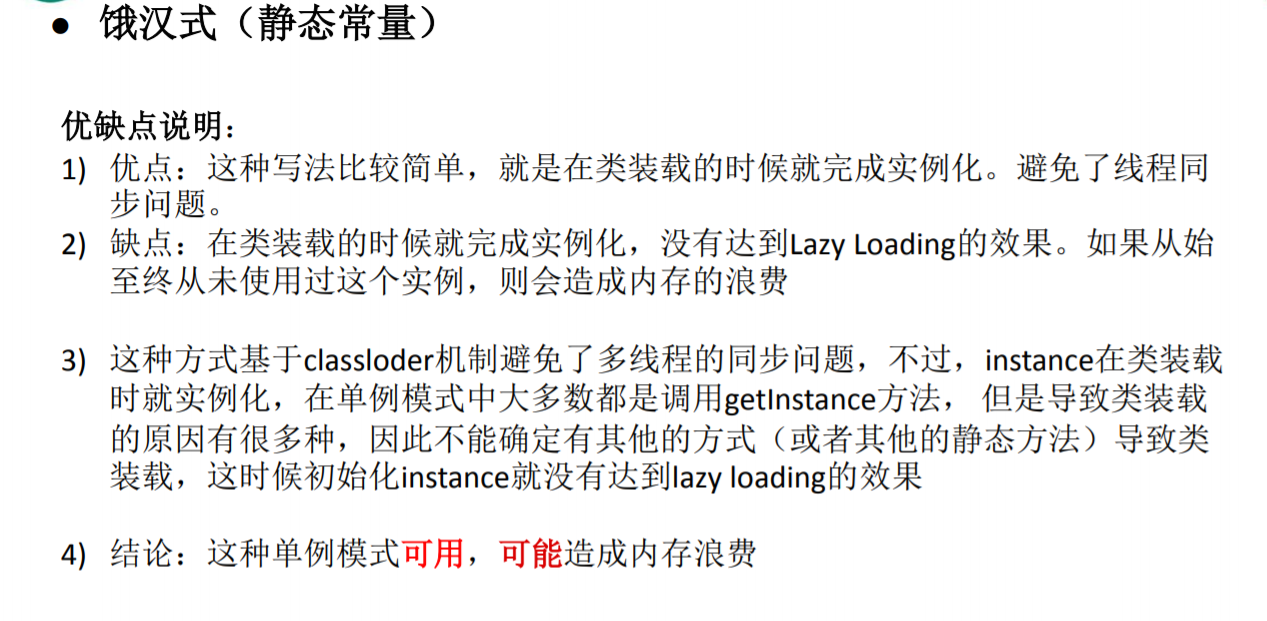 ● 饿汉式（静态常量）
优缺点说明：
1) 优点：这种写法比较简单，就是在类装载的时候就完成实例化。避免了线程同
步问题。
2) 缺点：在类装载的时候就完成实例化，没有达到Lazy Loading的效果。如果从始
至终从未使用过这个实例，则会造成内存的浪费
3) 这种方式基于classloder机制避免了多线程的同步问题，不过，instance在类装载
时就实例化，在单例模式中大多数都是调用getInstance方法， 但是导致类装载
的原因有很多种，因此不能确定有其他的方式（或者其他的静态方法）导致类
装载，这时候初始化instance就没有达到lazy loading的效果
4) 结论：这种单例模式可用，可能造成内存浪费